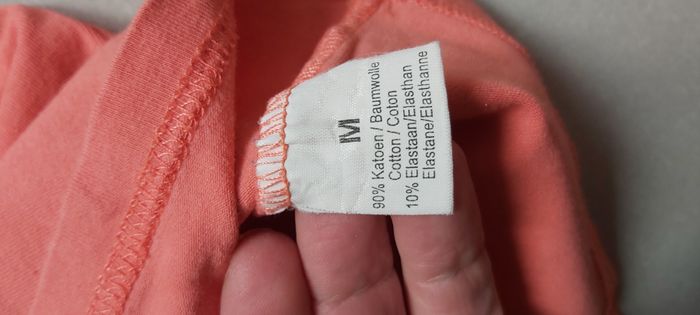 M
90% Katoen / Baumwolle
Cotton / Coton
10% Elastaan/Elasthan
Elastane/Elasthanne